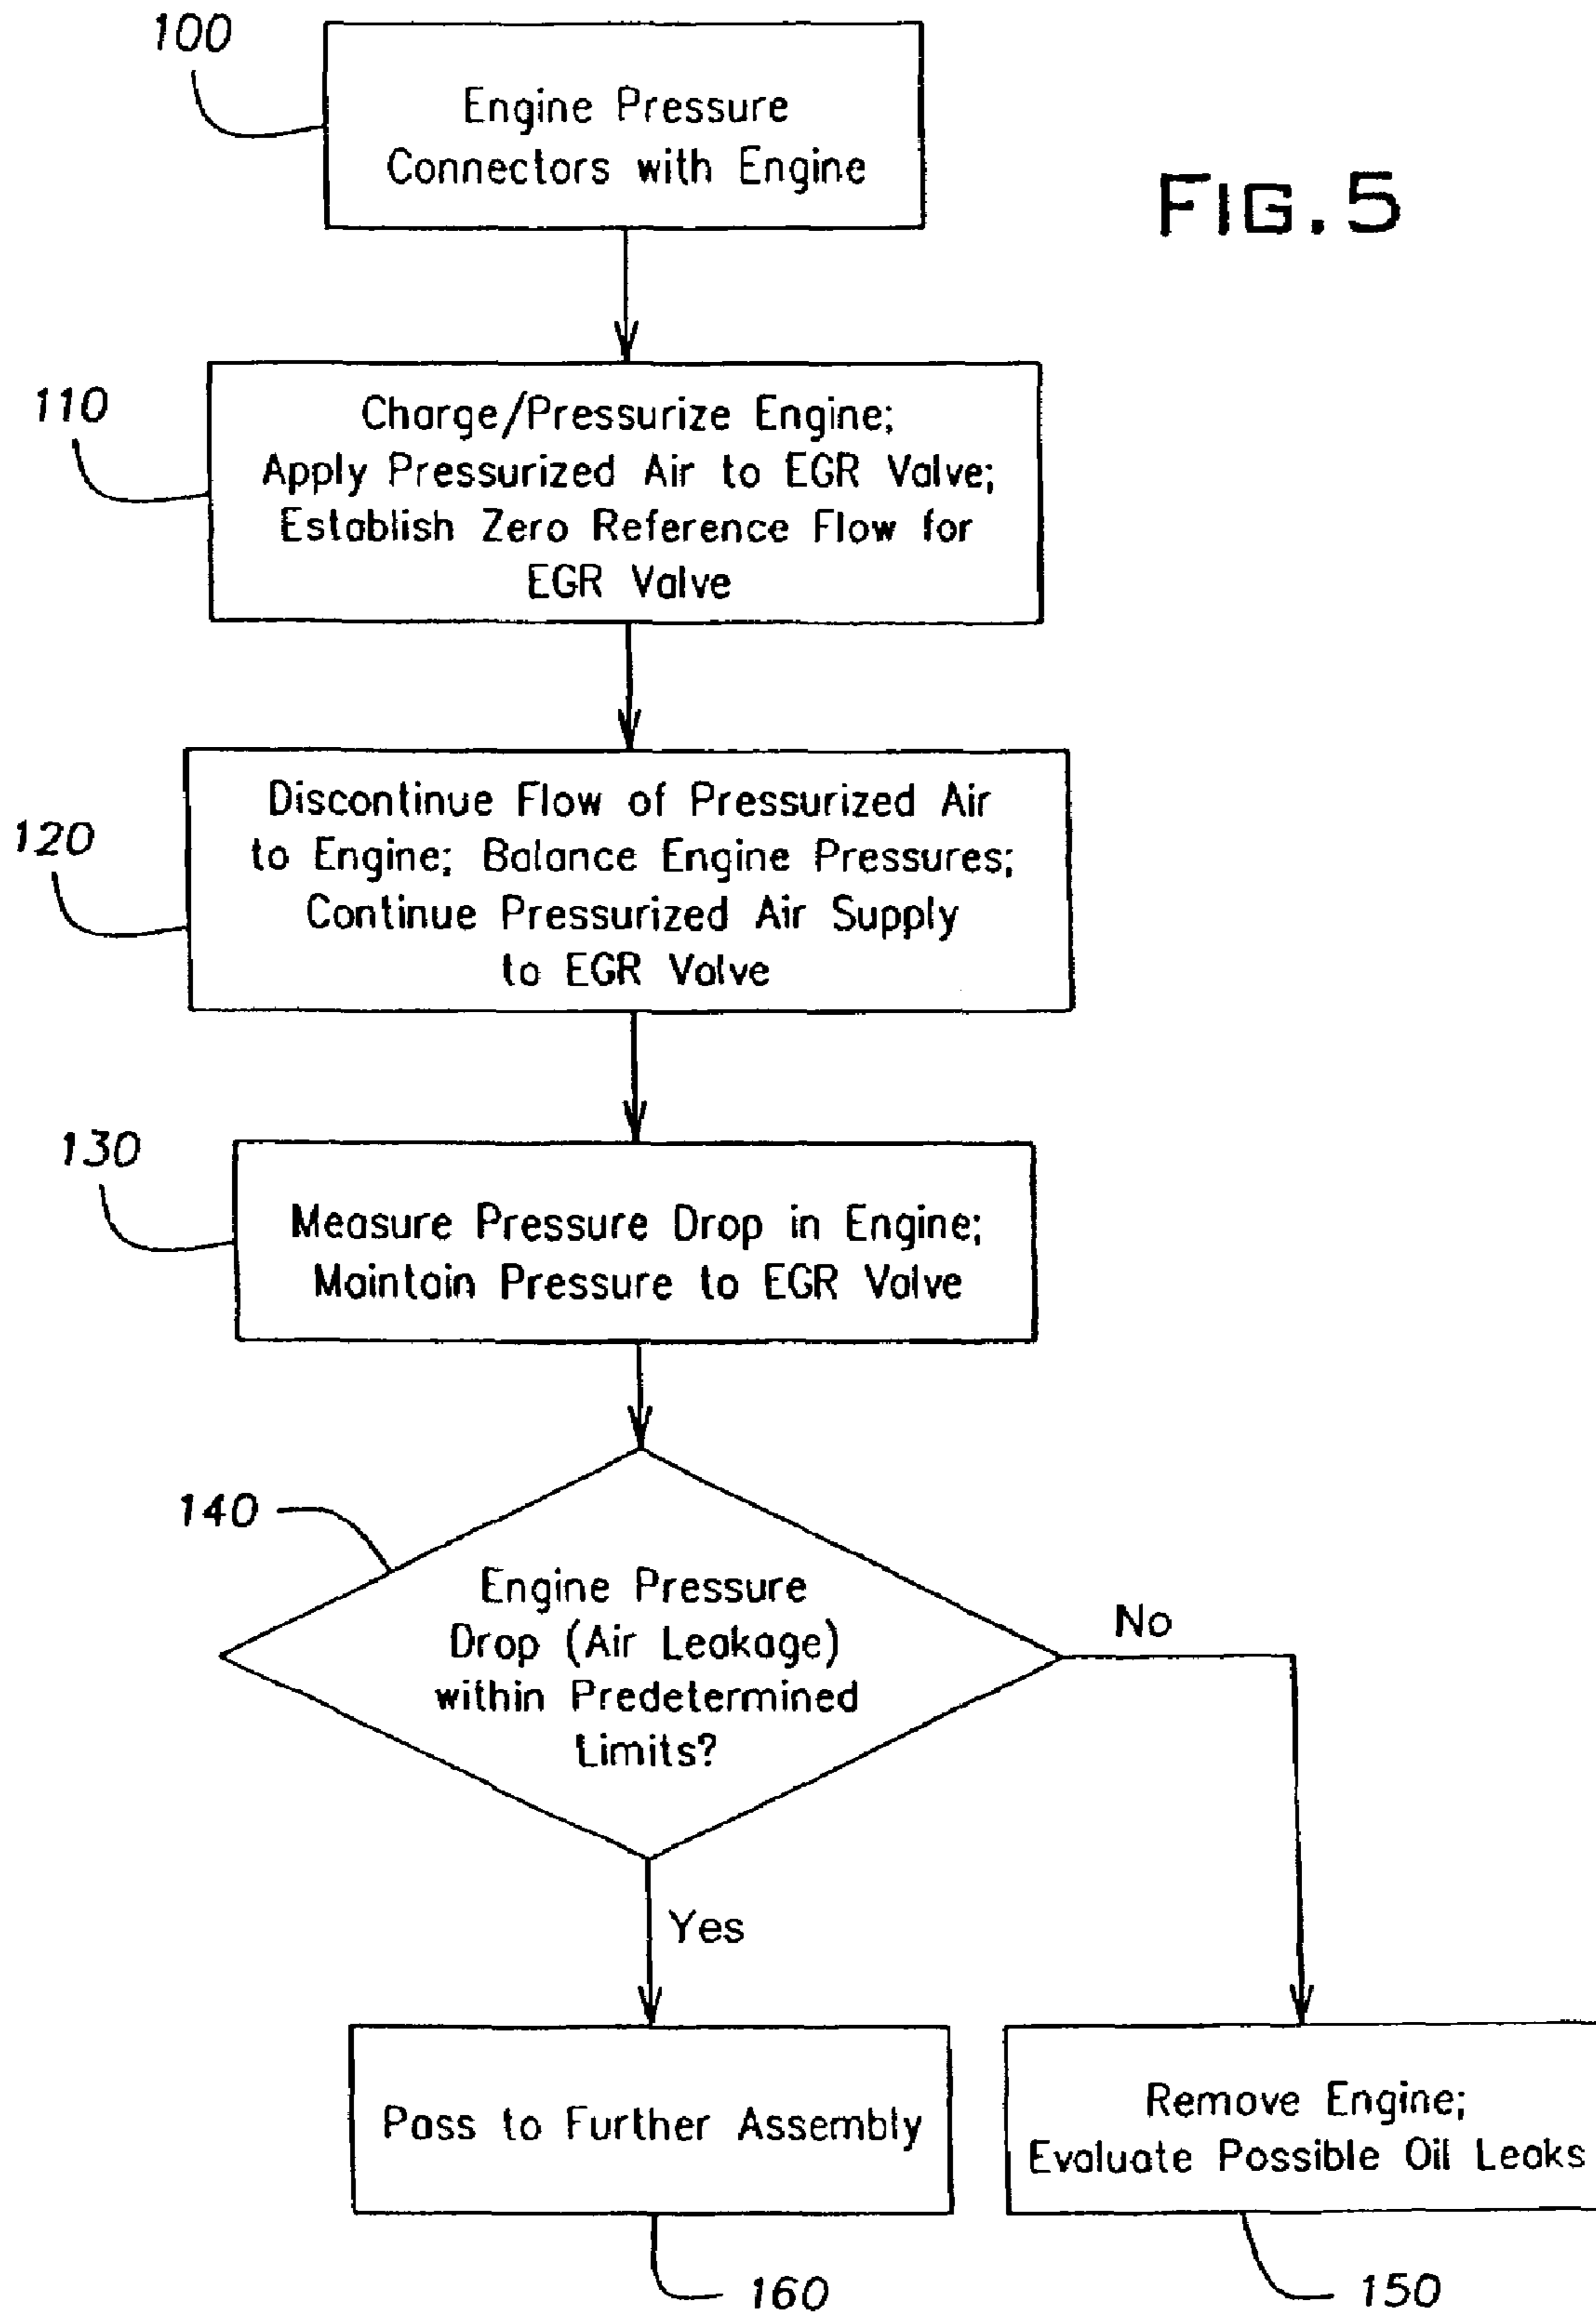 100
Engine Pressure
Connectors with Engine
FIG. 5
110
Charge/Pressurize Engine;
Apply Pressurized Air to EGR Valve;
Establish Zero Reference Flow for
EGR Valve
120
Discontinue Flow of Pressurized Air
to Engine; Balance Engine Pressures;
Continue Pressurized Air Supply
to EGR Valve
130
Measure Pressure Drop in Engine;
Maintain Pressure to EGR Valve
140
Engine Pressure
Drop (Air Leakage)
within Predetermined
Limits?
No
Yes
Pass to Further Assembly
Remove Engine;
Evaluate Possible Oil Leaks
160
150